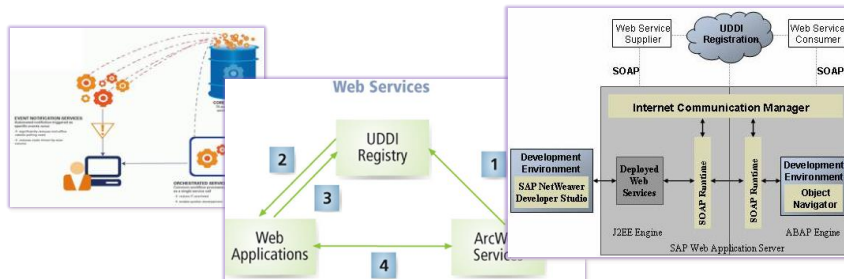 EVENT NOTIFICATION SERVICES
ORCHESTRATED SERV
Web Services
UDDI
Registry
2
1
3
Web
Applications
ArcW
Services
4
Web Service
Supplier
UDDI
Registration
Web Service
Consumer
SOAP
SOAP
Internet Communication Manager
Development
Environment
SAP NetWeaver
Developer Studio
Deployed
Web
Services
SOAP Runtime
SOAP Runtime
Development
Environment
Object
Navigator
J2EE Engine
ABAP Engine
SAP Web Application Server